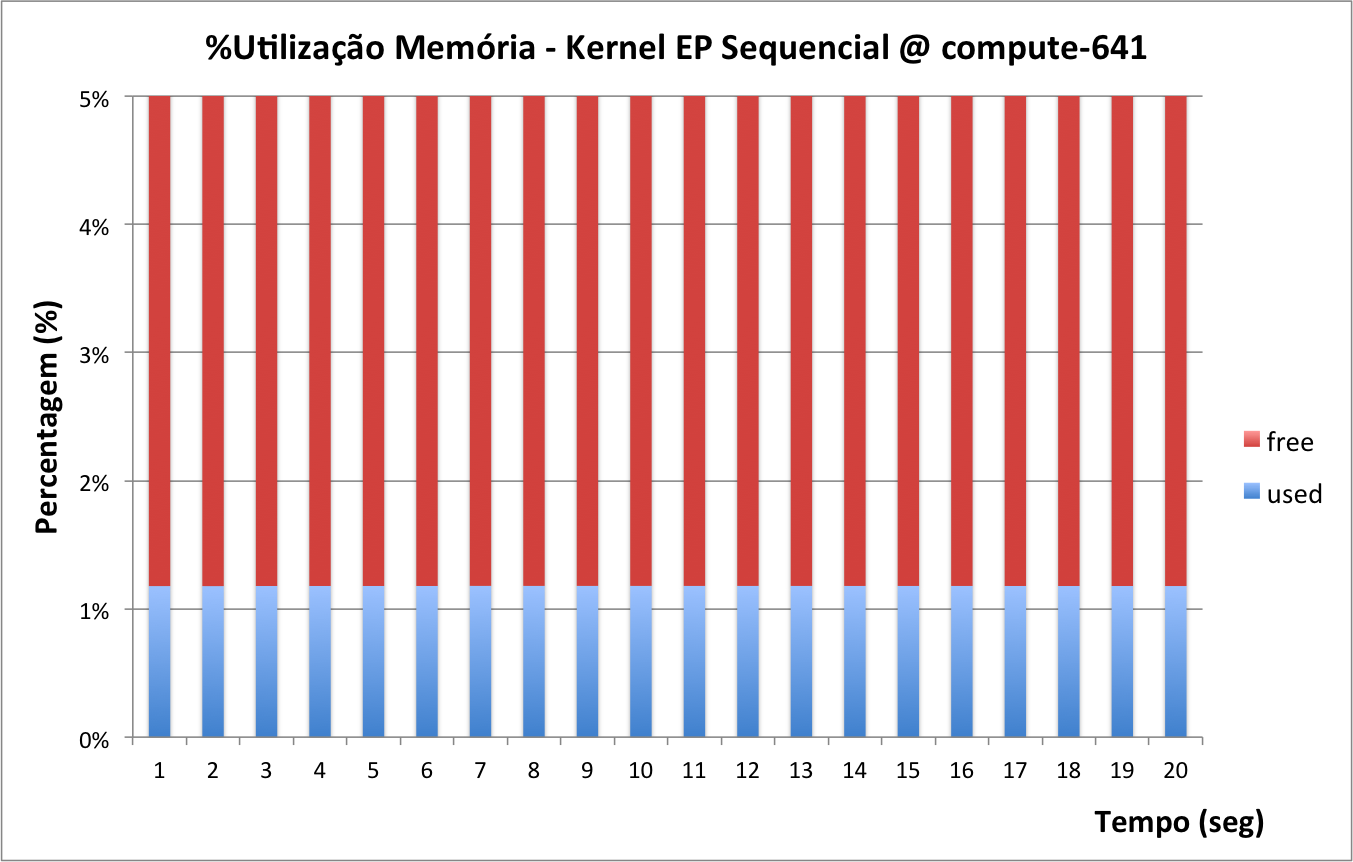 %Utilização Memória - Kernel EP Sequencial @ compute-641
5%
4%
3%
2%
1%
0%
Percentagem (%)
1 2 3 4 5 6 7 8 9 10 11 12 13 14 15 16 17 18 19 20
Tempo (seg)
free
used